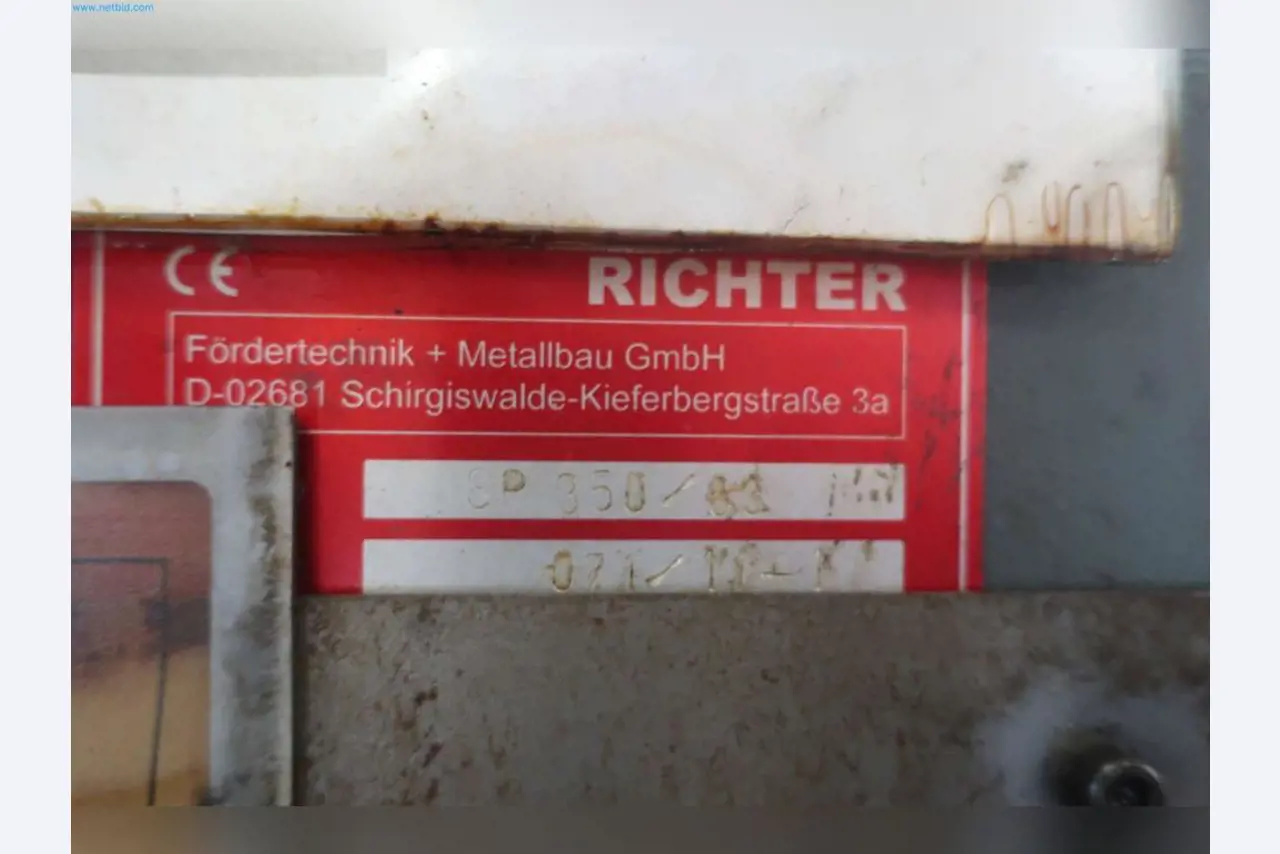 www.netbid.com
CE
RICHTER
Fördertechnik + Metallbau GmbH
D-02681 Schirgiswalde-Kieferbergstraße 3a